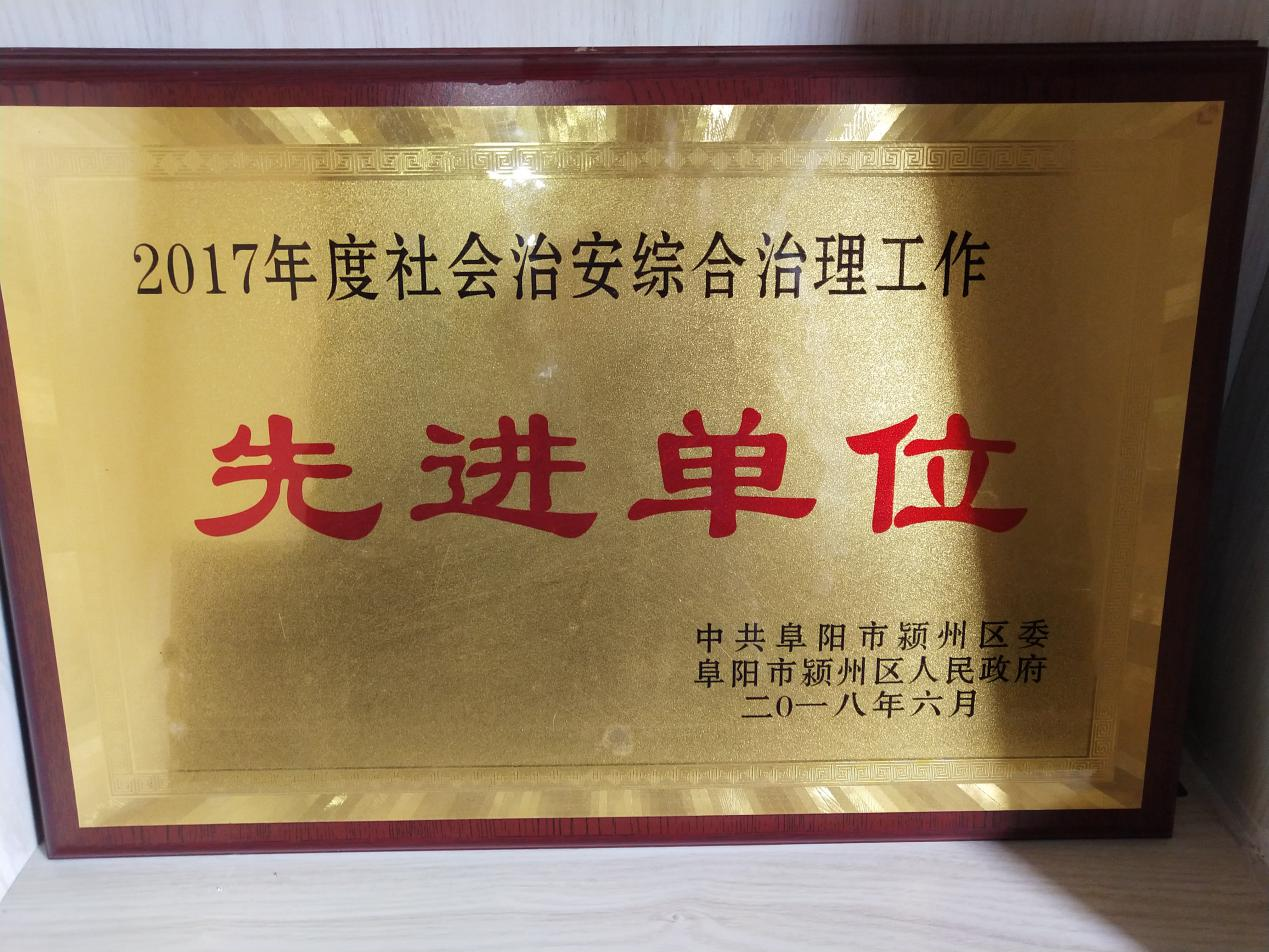 2017年度社会治安综合治理工作
先进单位
中共阜阳市颍州区委
阜阳市颍州区人民政府
二0一八年六月